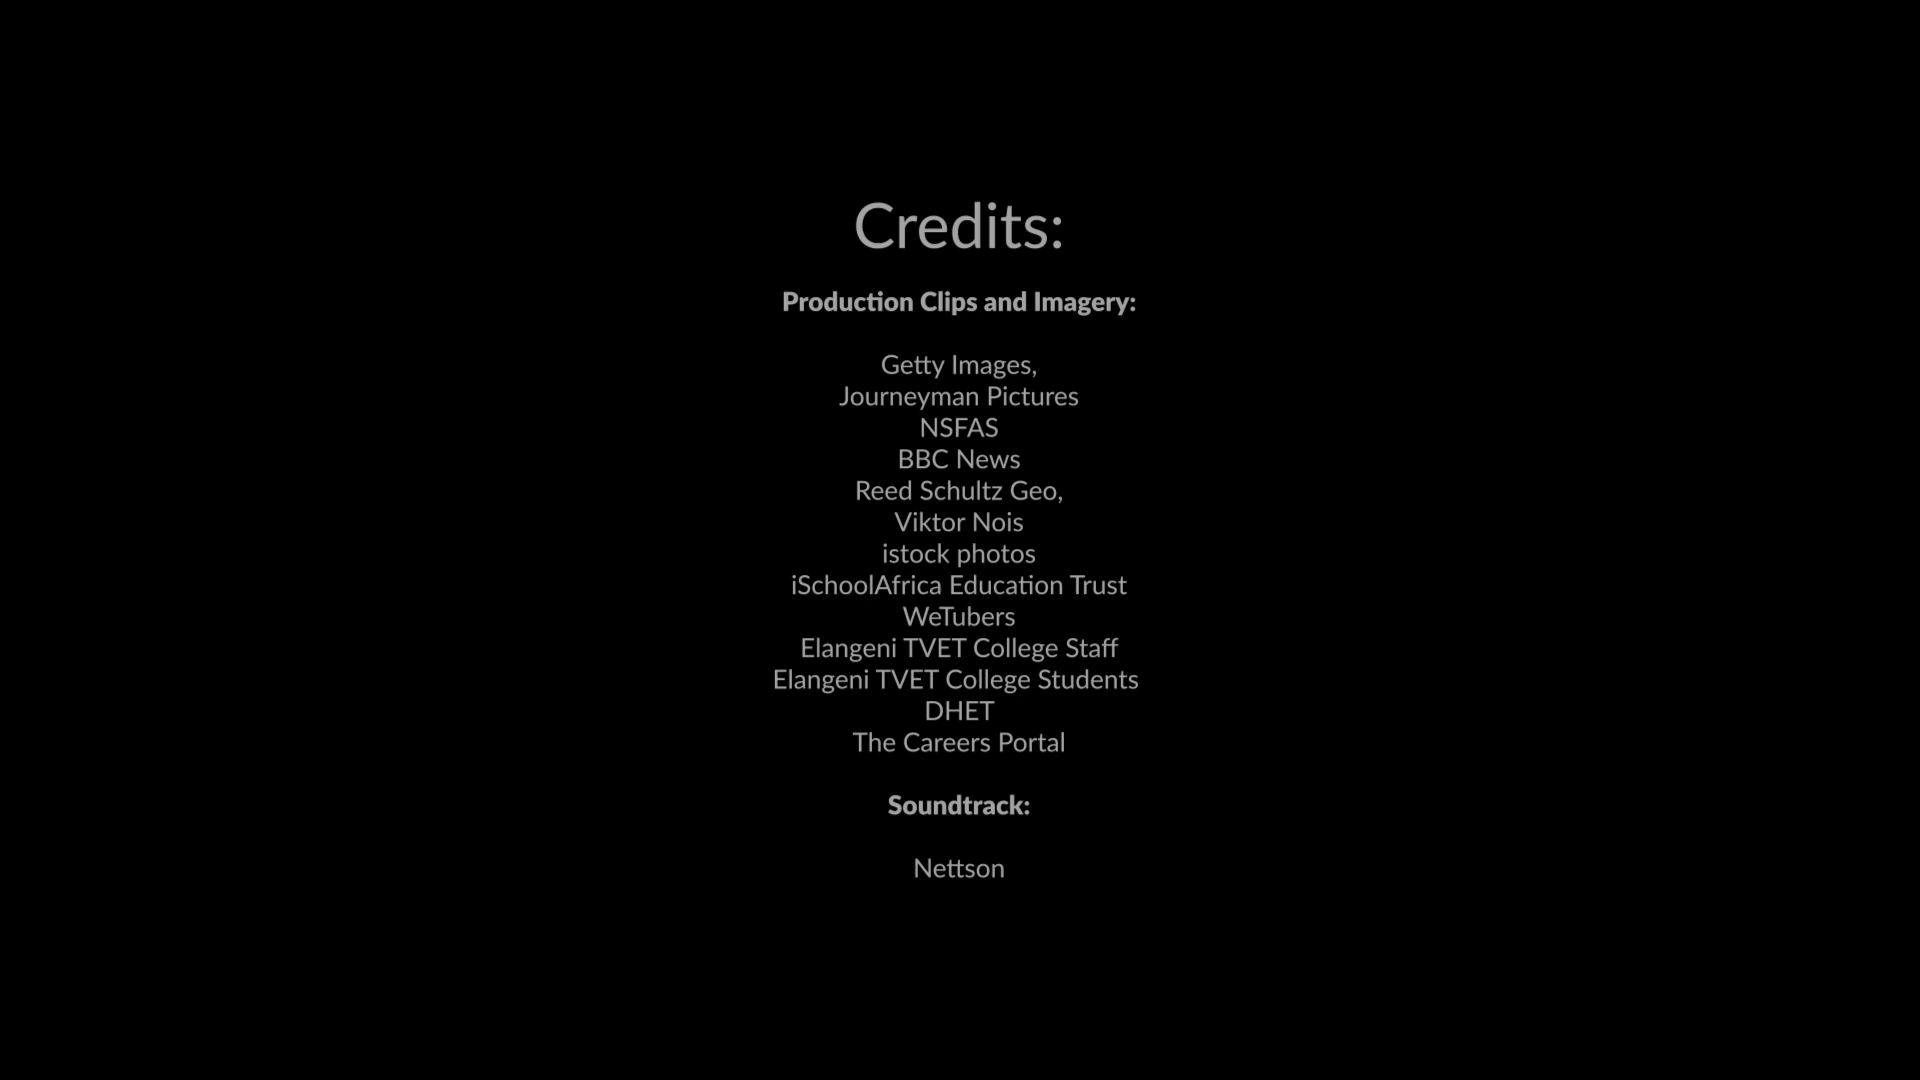 Credits:
Production Clips and Imagery:
Getty Images,
Journeyman Pictures
NSFAS
BBC News
Reed Schultz Geo,
Viktor Nois
istock photos
iSchoolAfrica Education Trust
WeTubers
Elangeni TVET College Staff
Elangeni TVET College Students
DHET
The Careers Portal
Soundtrack:
Nettson